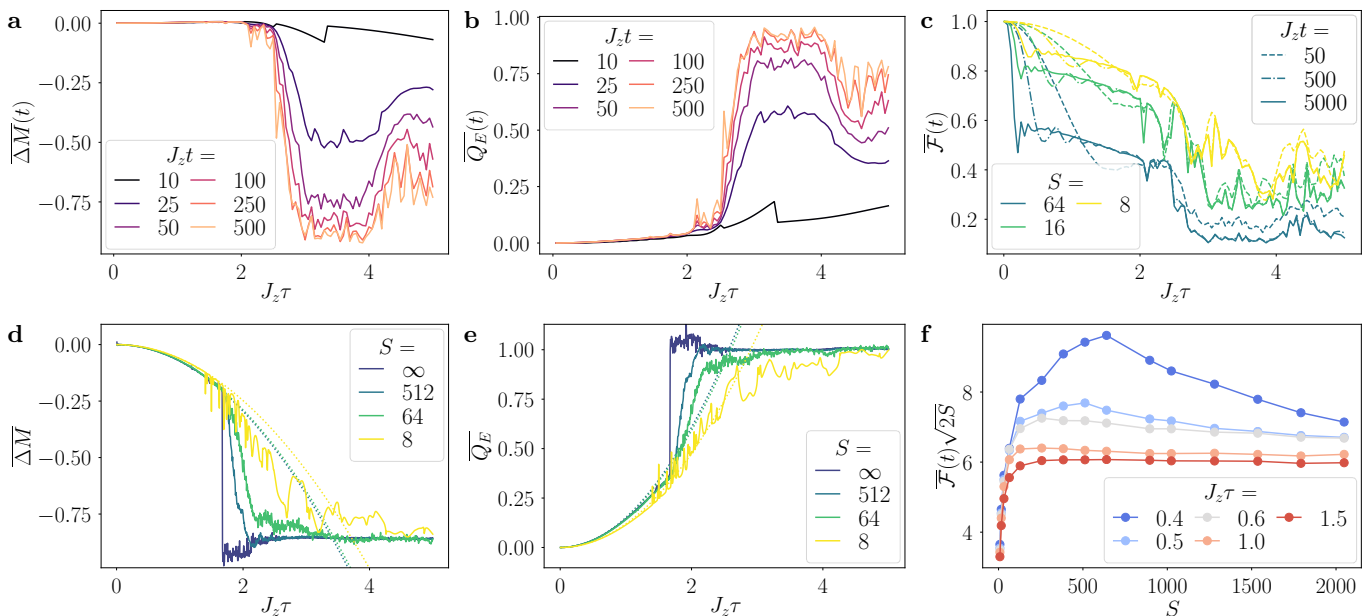 a
0.00
−0.25
−0.50
−0.75
ΔM(t)
J_z t =
10 100
25 250
50 500
0 2 4
J_z τ
b
1.00
0.75
0.50
0.25
0.00
Q_E(t)
J_z t =
10 100
25 250
50 500
0 2 4
J_z τ
c
1.0
0.8
0.6
0.4
0.2
F(t)
J_z t =
50
500
5000
S =
64 8
16
0 2 4
J_z τ
d
0.00
−0.25
−0.50
−0.75
ΔM
S =
∞
512
64
8
0 2 4
J_z τ
e
1.00
0.75
0.50
0.25
0.00
Q_E
S =
∞
512
64
8
0 2 4
J_z τ
f
8
6
4
F(t)√2S
J_z τ =
0.4 0.6 1.5
0.5 1.0
0 500 1000 1500 2000
S